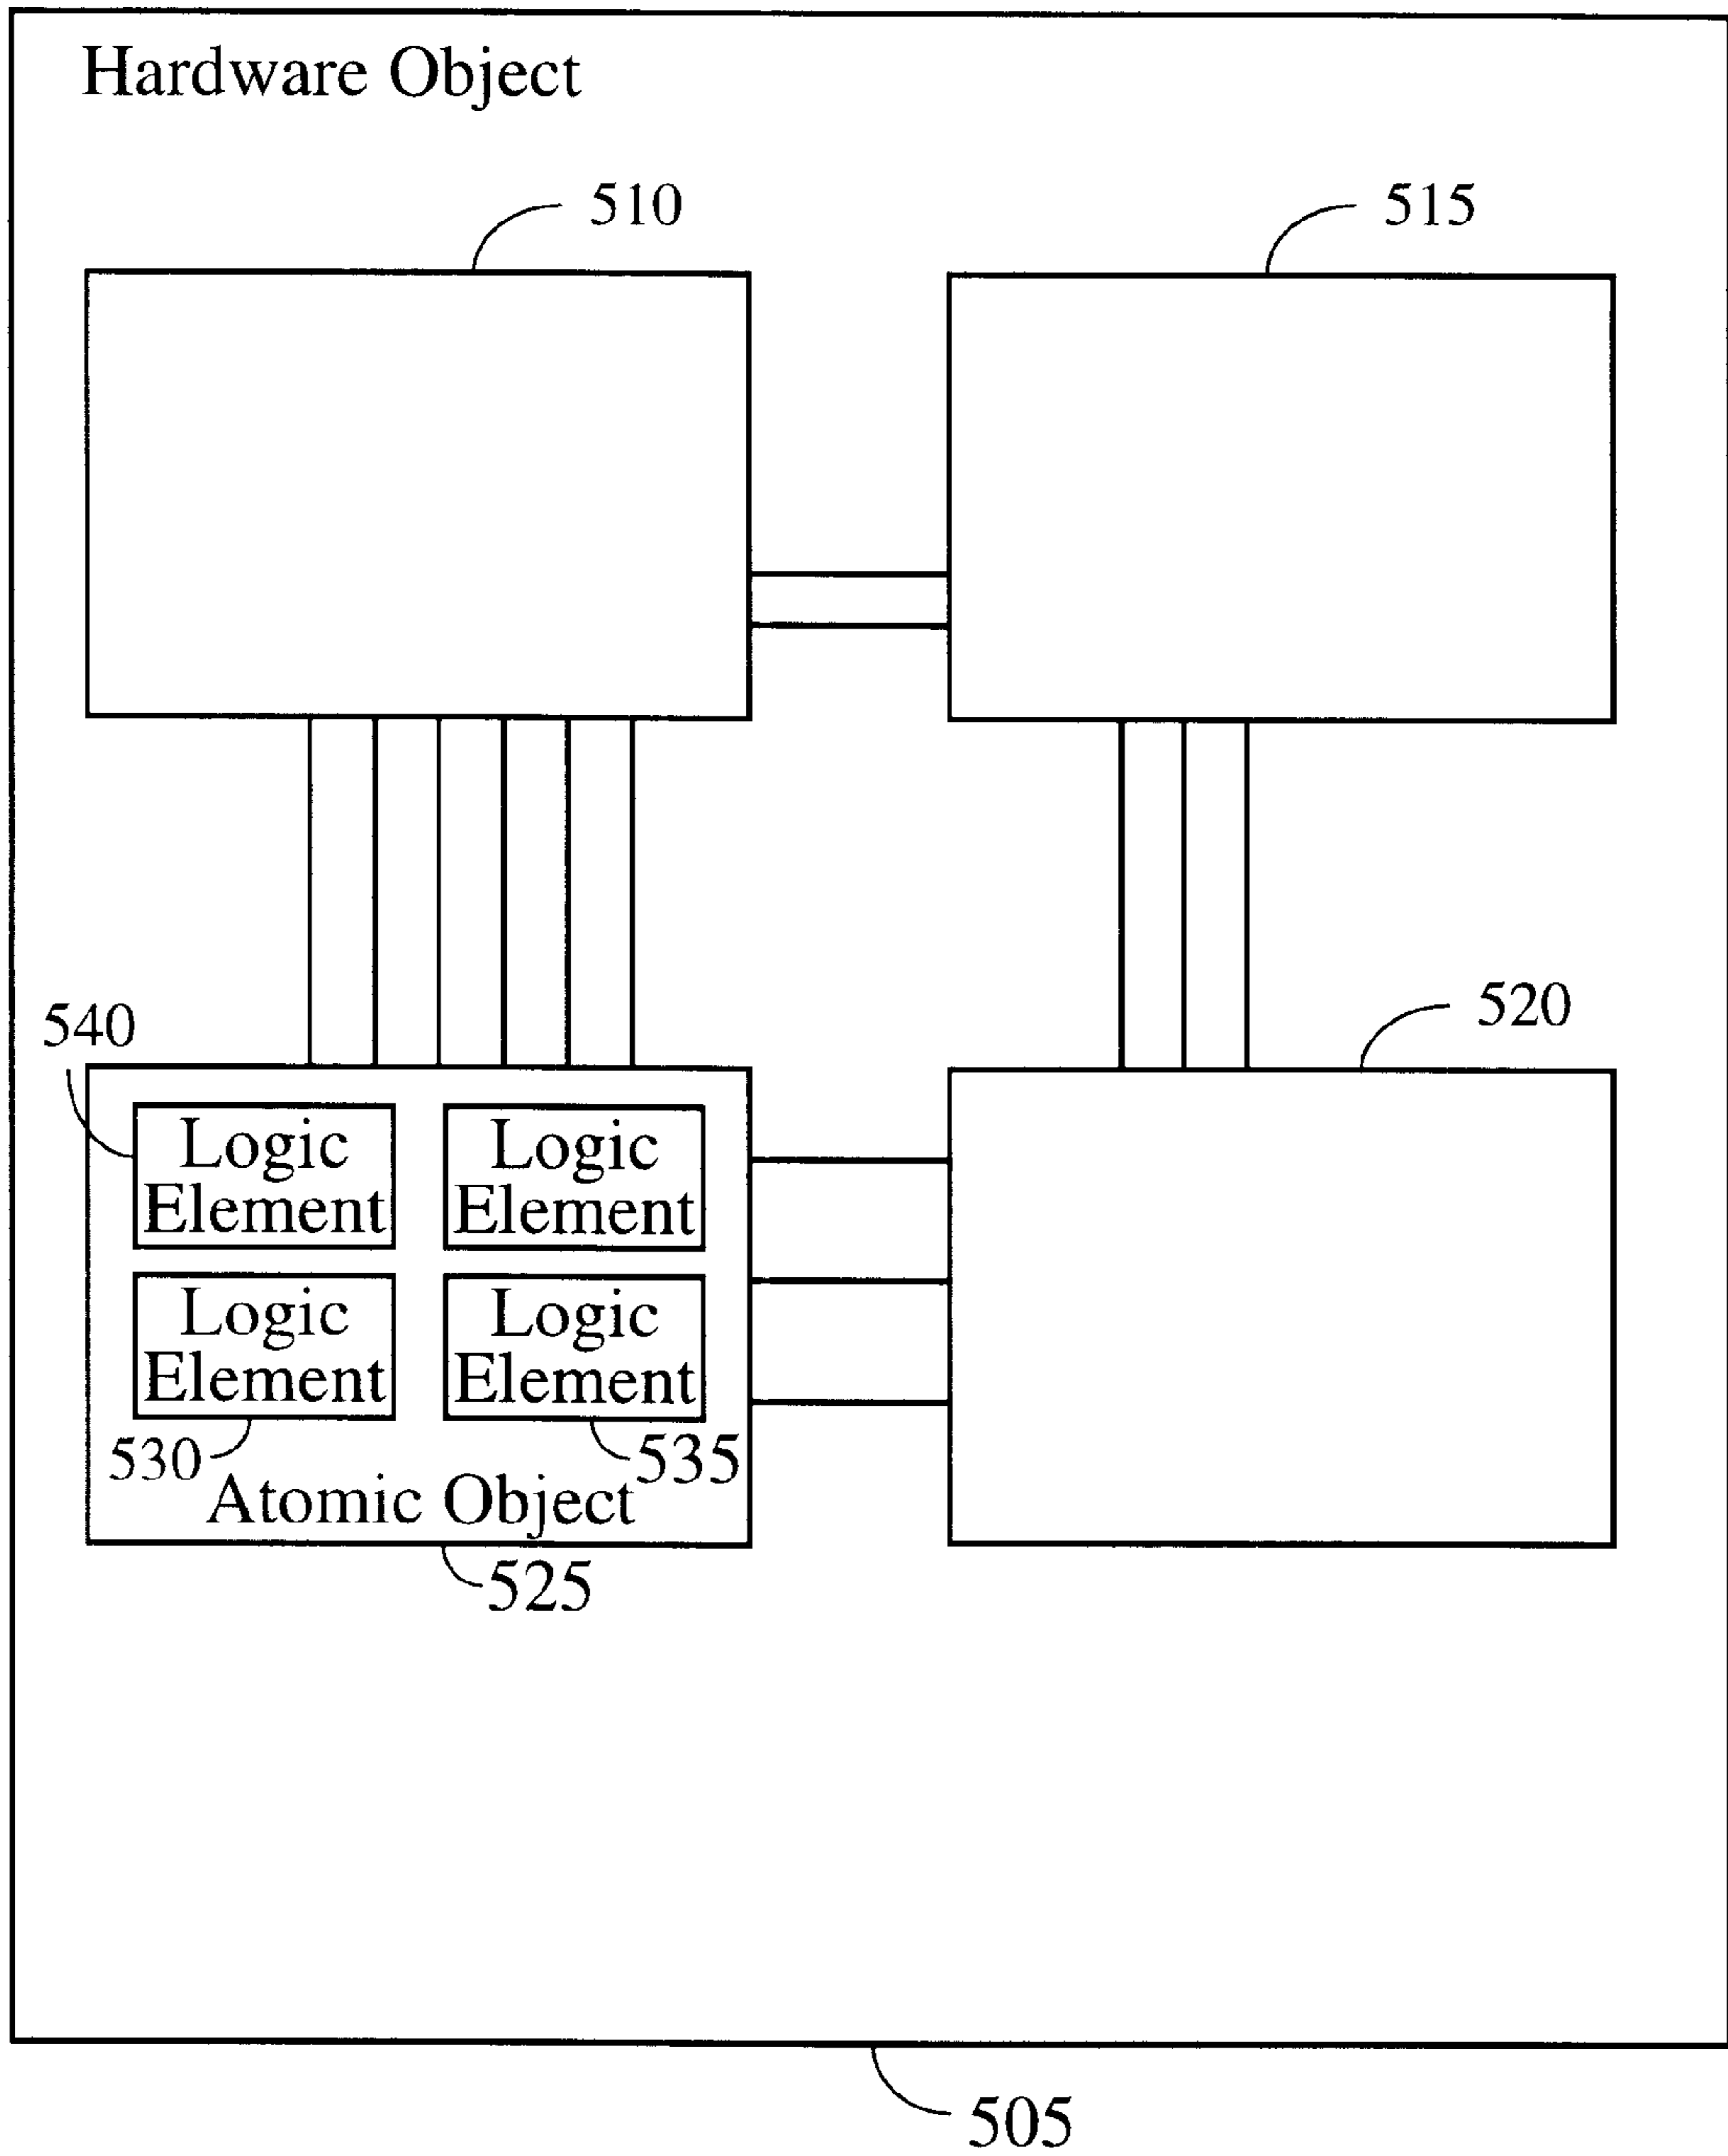 Hardware Object
510
515
540
520
Logic
Element
Logic
Element
Logic
Element
Logic
Element
530
535
Atomic Object
525
505